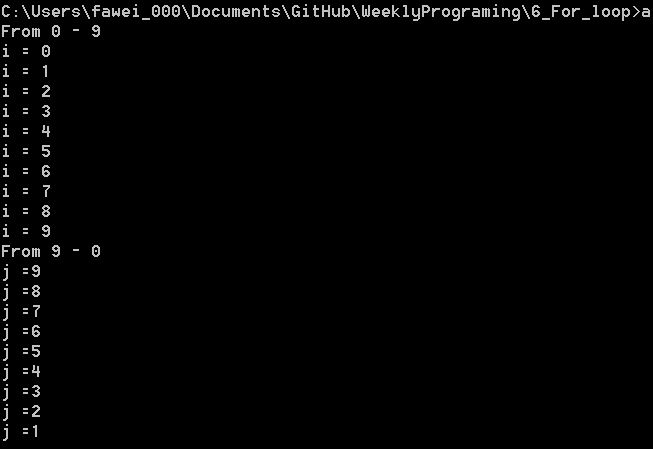 C:\Users\fawei_000\Documents\GitHub\WeeklyPrograming\6_For_loop>a
From 0 - 9
i = 0
i = 1
i = 2
i = 3
i = 4
i = 5
i = 6
i = 7
i = 8
i = 9
From 9 - 0
j =9
j =8
j =7
j =6
j =5
j =4
j =3
j =2
j =1